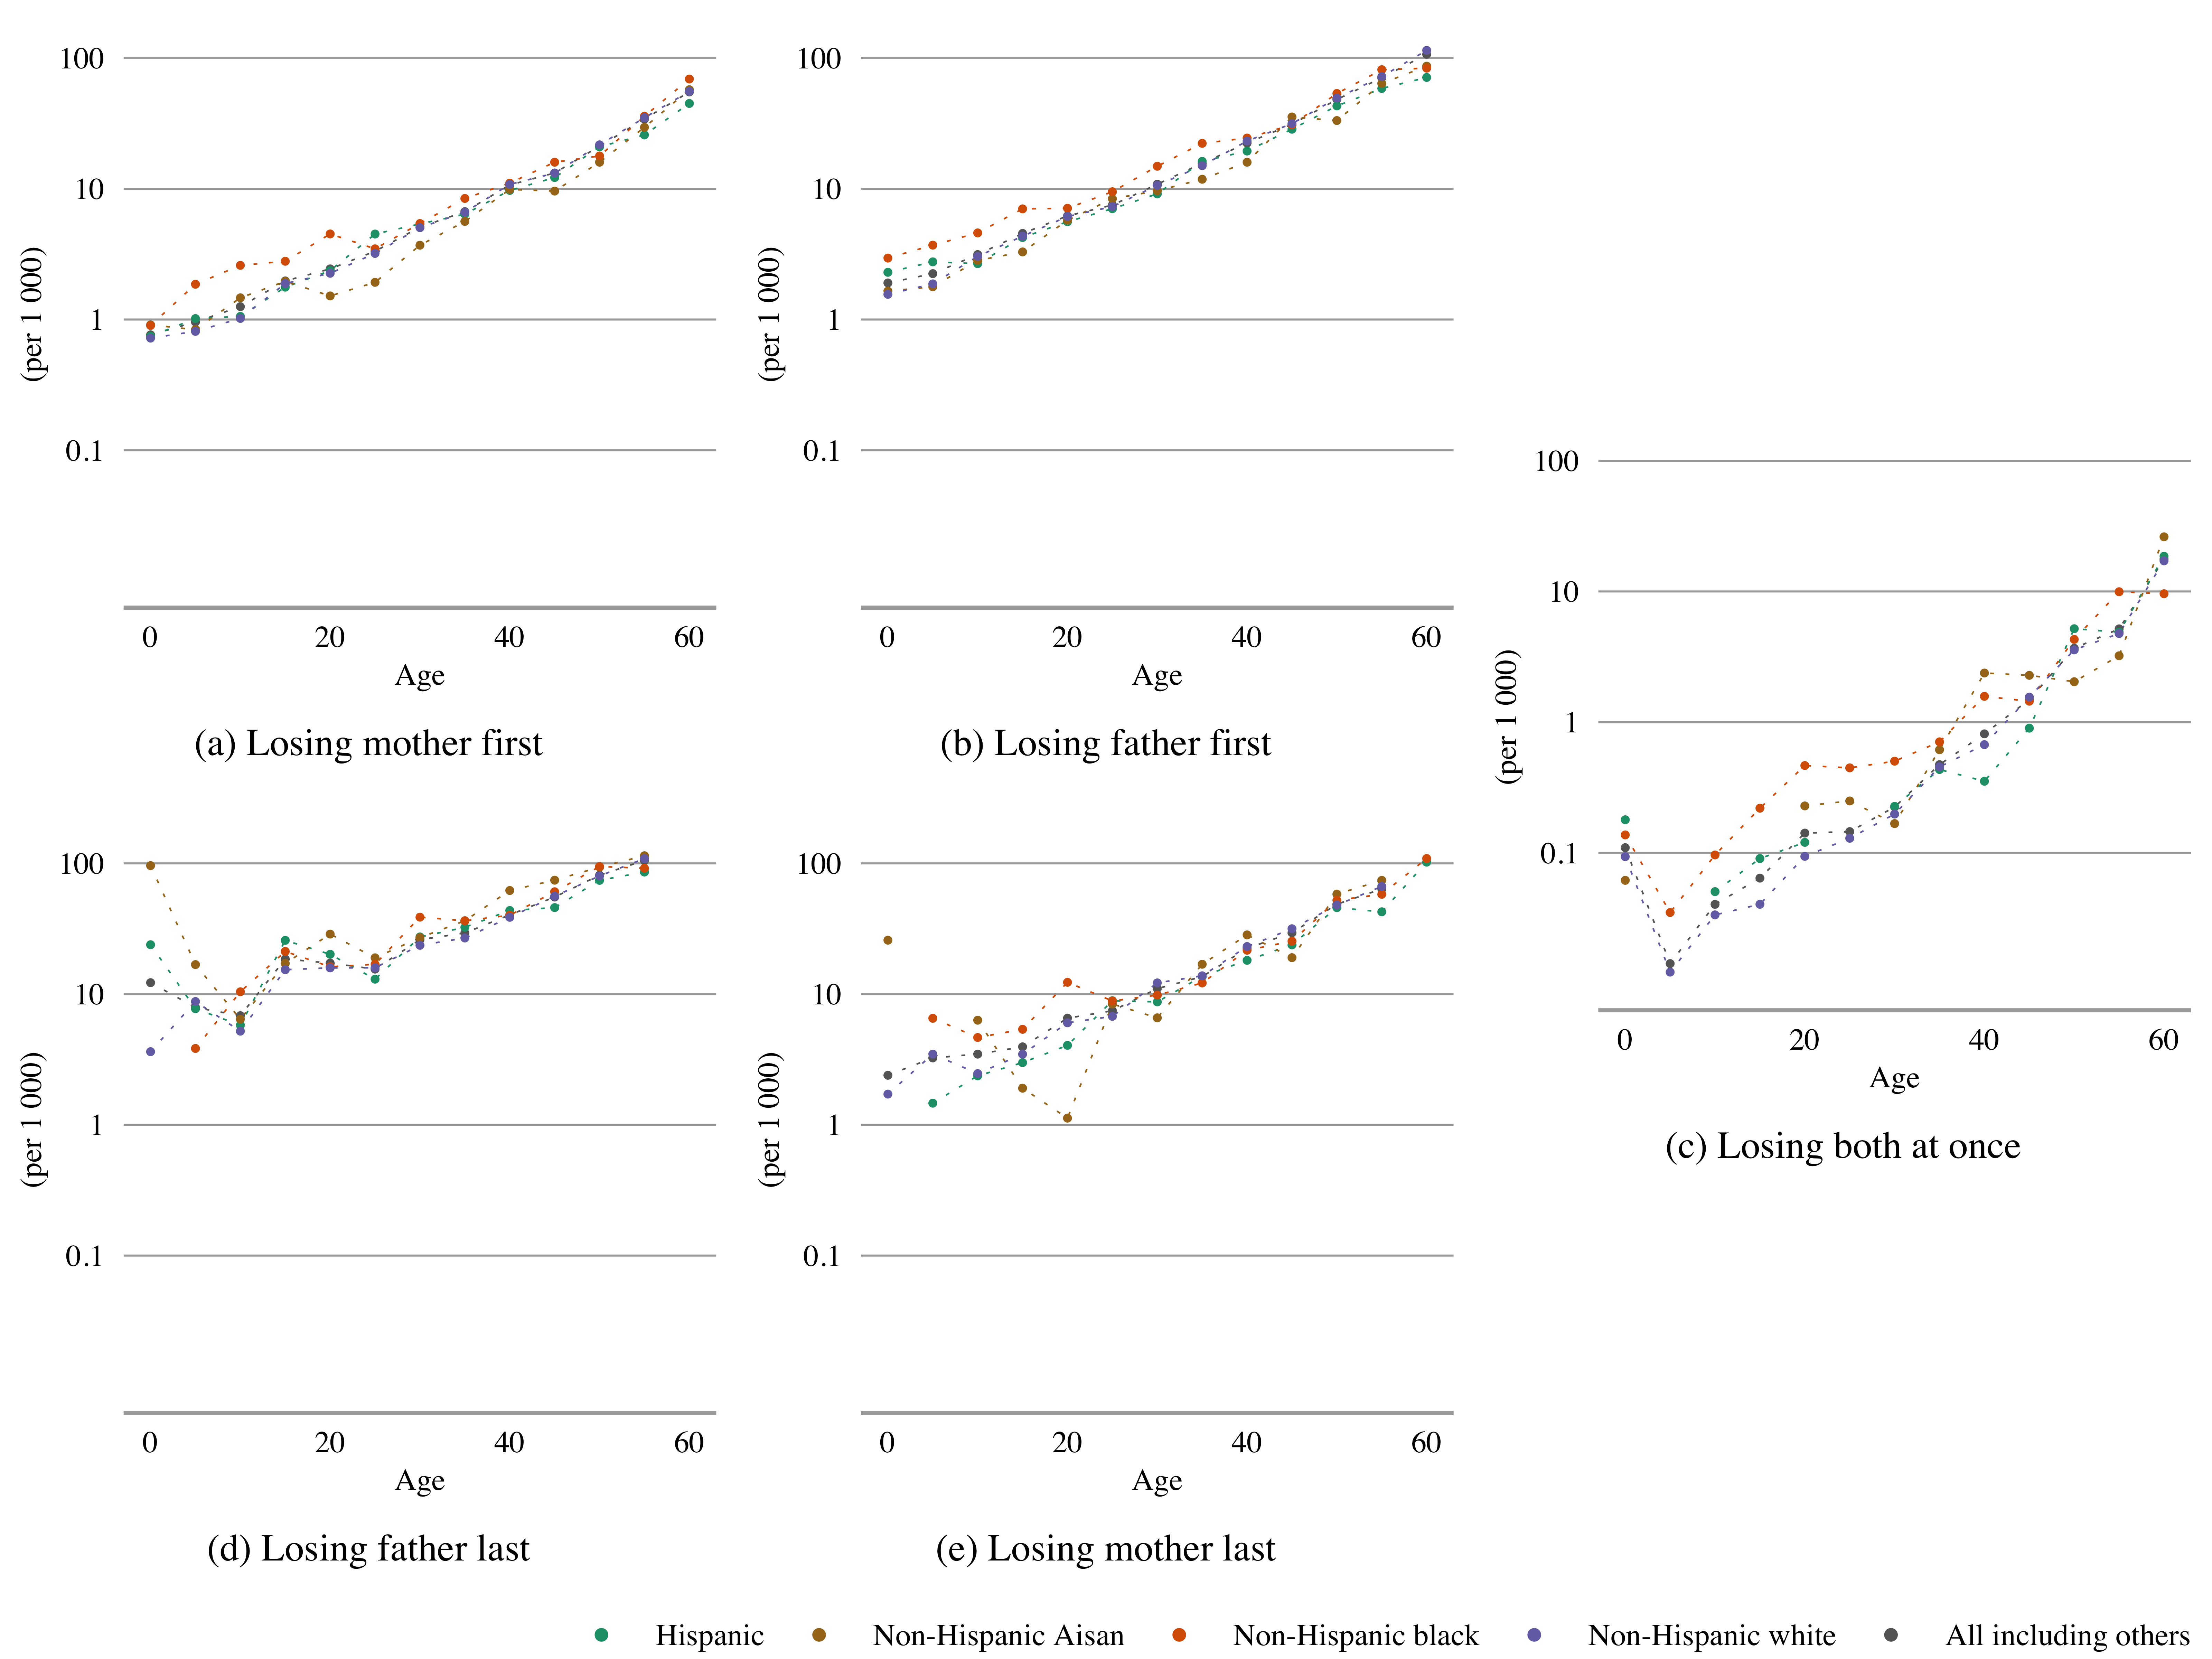 100
10
1
0.1
(per 1 000)
0 20 40 60
Age
(a) Losing mother first
100
10
1
0.1
(per 1 000)
0 20 40 60
Age
(b) Losing father first
100
10
1
0.1
(per 1 000)
0 20 40 60
Age
(c) Losing both at once
100
10
1
0.1
(per 1 000)
0 20 40 60
Age
(d) Losing father last
100
10
1
0.1
(per 1 000)
0 20 40 60
Age
(e) Losing mother last
Hispanic Non-Hispanic Aisan Non-Hispanic black Non-Hispanic white All including others